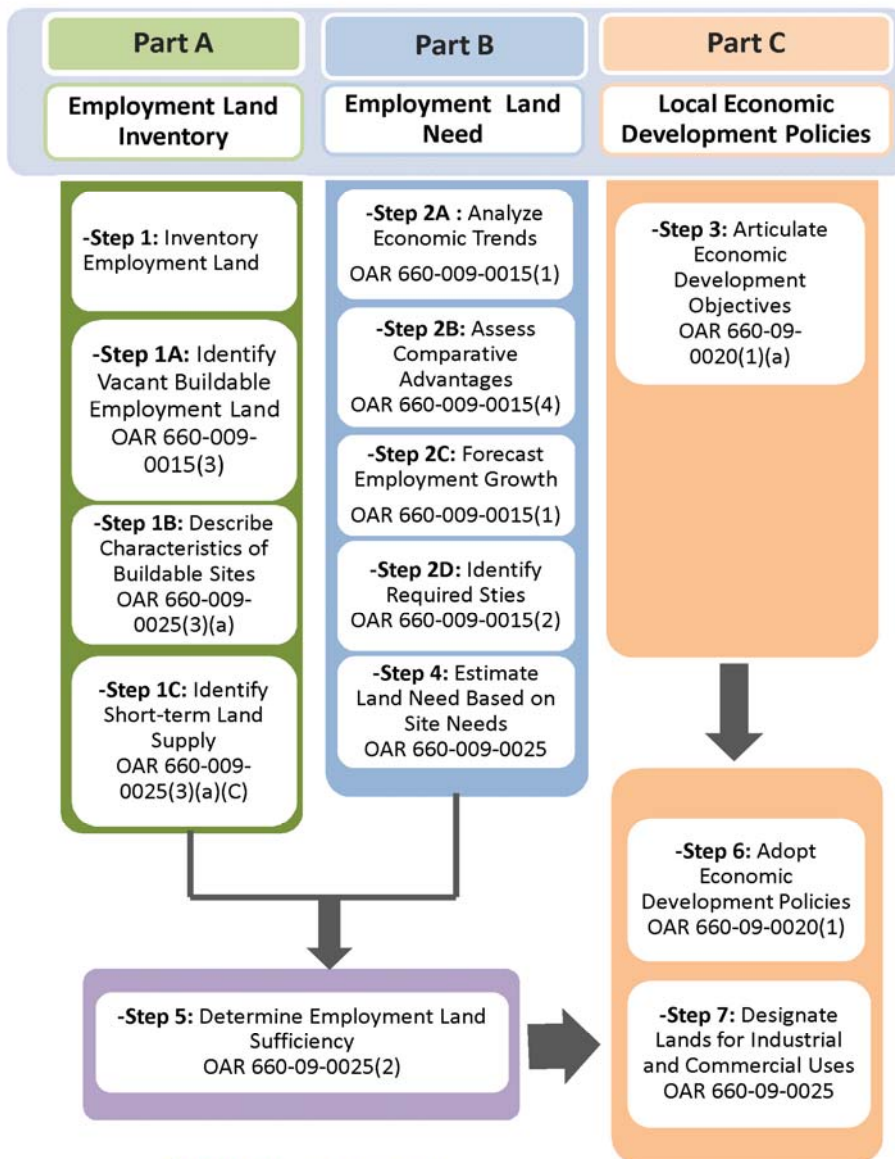 Part A
Employment Land
Inventory
-Step 1: Inventory
Employment Land
-Step 1A: Identify
Vacant Buildable
Employment Land
OAR 660-009-
0015(3)
-Step 1B: Describe
Characteristics of
Buildable Sites
OAR 660-009-
0025(3)(a)
-Step 1C: Identify
Short-term Land
Supply
OAR 660-009-
0025(3)(a)(C)
Part B
Employment Land
Need
-Step 2A : Analyze
Economic Trends
OAR 660-009-0015(1)
-Step 2B: Assess
Comparative
Advantages
OAR 660-009-0015(4)
-Step 2C: Forecast
Employment Growth
OAR 660-009-0015(1)
-Step 2D: Identify
Required Sties
OAR 660-009-0015(2)
-Step 4: Estimate
Land Need Based on
Site Needs
OAR 660-009-0025
Part C
Local Economic
Development Policies
-Step 3: Articulate
Economic
Development
Objectives
OAR 660-09-
0020(1)(a)
-Step 5: Determine Employment Land
Sufficiency
OAR 660-09-0025(2)
-Step 6: Adopt
Economic
Development Policies
OAR 660-09-0020(1)
-Step 7: Designate
Lands for Industrial
and Commercial Uses
OAR 660-09-0025